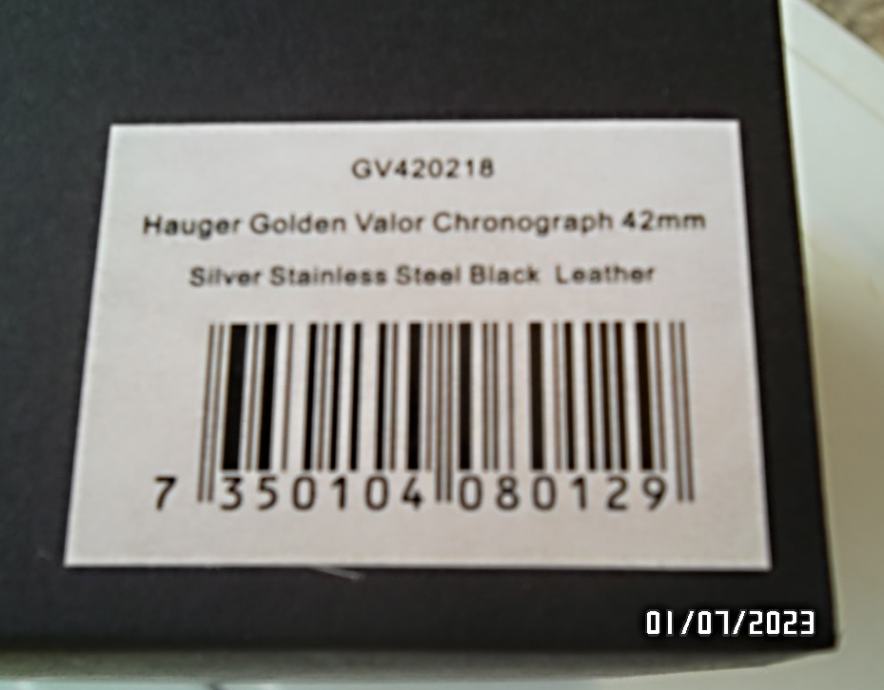 GV420218
Hauger Golden Valor Chronograph 42mm
Silver Stainless Steel Black Leather
7 350104 080129
01/07/2023